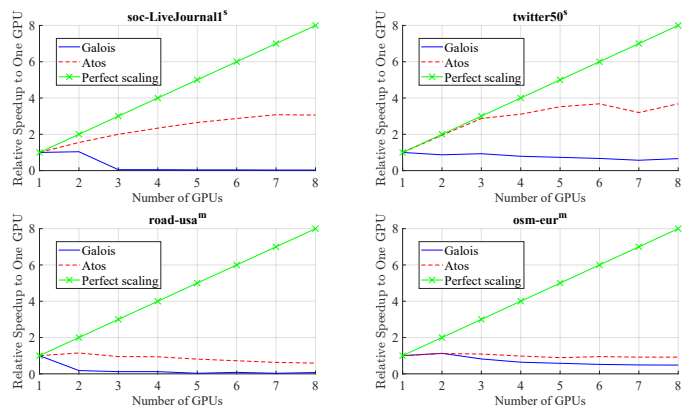 soc-LiveJournal1ˢ
Relative Speedup to One GPU
8
6
4
2
0
Galois
Atos
Perfect scaling
1 2 3 4 5 6 7 8
Number of GPUs
twitter50ˢ
Relative Speedup to One GPU
8
6
4
2
0
Galois
Atos
Perfect scaling
1 2 3 4 5 6 7 8
Number of GPUs
road-usaᵐ
Relative Speedup to One GPU
8
6
4
2
0
Galois
Atos
Perfect scaling
1 2 3 4 5 6 7 8
Number of GPUs
osm-eurᵐ
Relative Speedup to One GPU
8
6
4
2
0
Galois
Atos
Perfect scaling
1 2 3 4 5 6 7 8
Number of GPUs